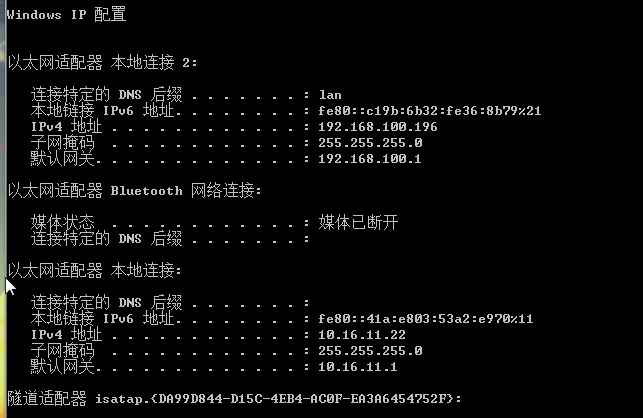 Windows IP 配置
以太网适配器 本地连接 2:
连接特定的 DNS 后缀 . . . . . . . : lan
本地链接 IPv6 地址. . . . . . . . : fe80::c19b:6b32:fe36:8b79%21
IPv4 地址 . . . . . . . . . . . . : 192.168.100.196
子网掩码  . . . . . . . . . . . . : 255.255.255.0
默认网关. . . . . . . . . . . . . : 192.168.100.1
以太网适配器 Bluetooth 网络连接:
媒体状态  . . . . . . . . . . . . : 媒体已断开
连接特定的 DNS 后缀 . . . . . . . :
以太网适配器 本地连接:
连接特定的 DNS 后缀 . . . . . . . :
本地链接 IPv6 地址. . . . . . . . : fe80::41a:e803:53a2:e970%11
IPv4 地址 . . . . . . . . . . . . : 10.16.11.22
子网掩码  . . . . . . . . . . . . : 255.255.255.0
默认网关. . . . . . . . . . . . . : 10.16.11.1
隧道适配器 isatap.{DA99D844-D15C-4EB4-AC0F-EA3A6454752F}: